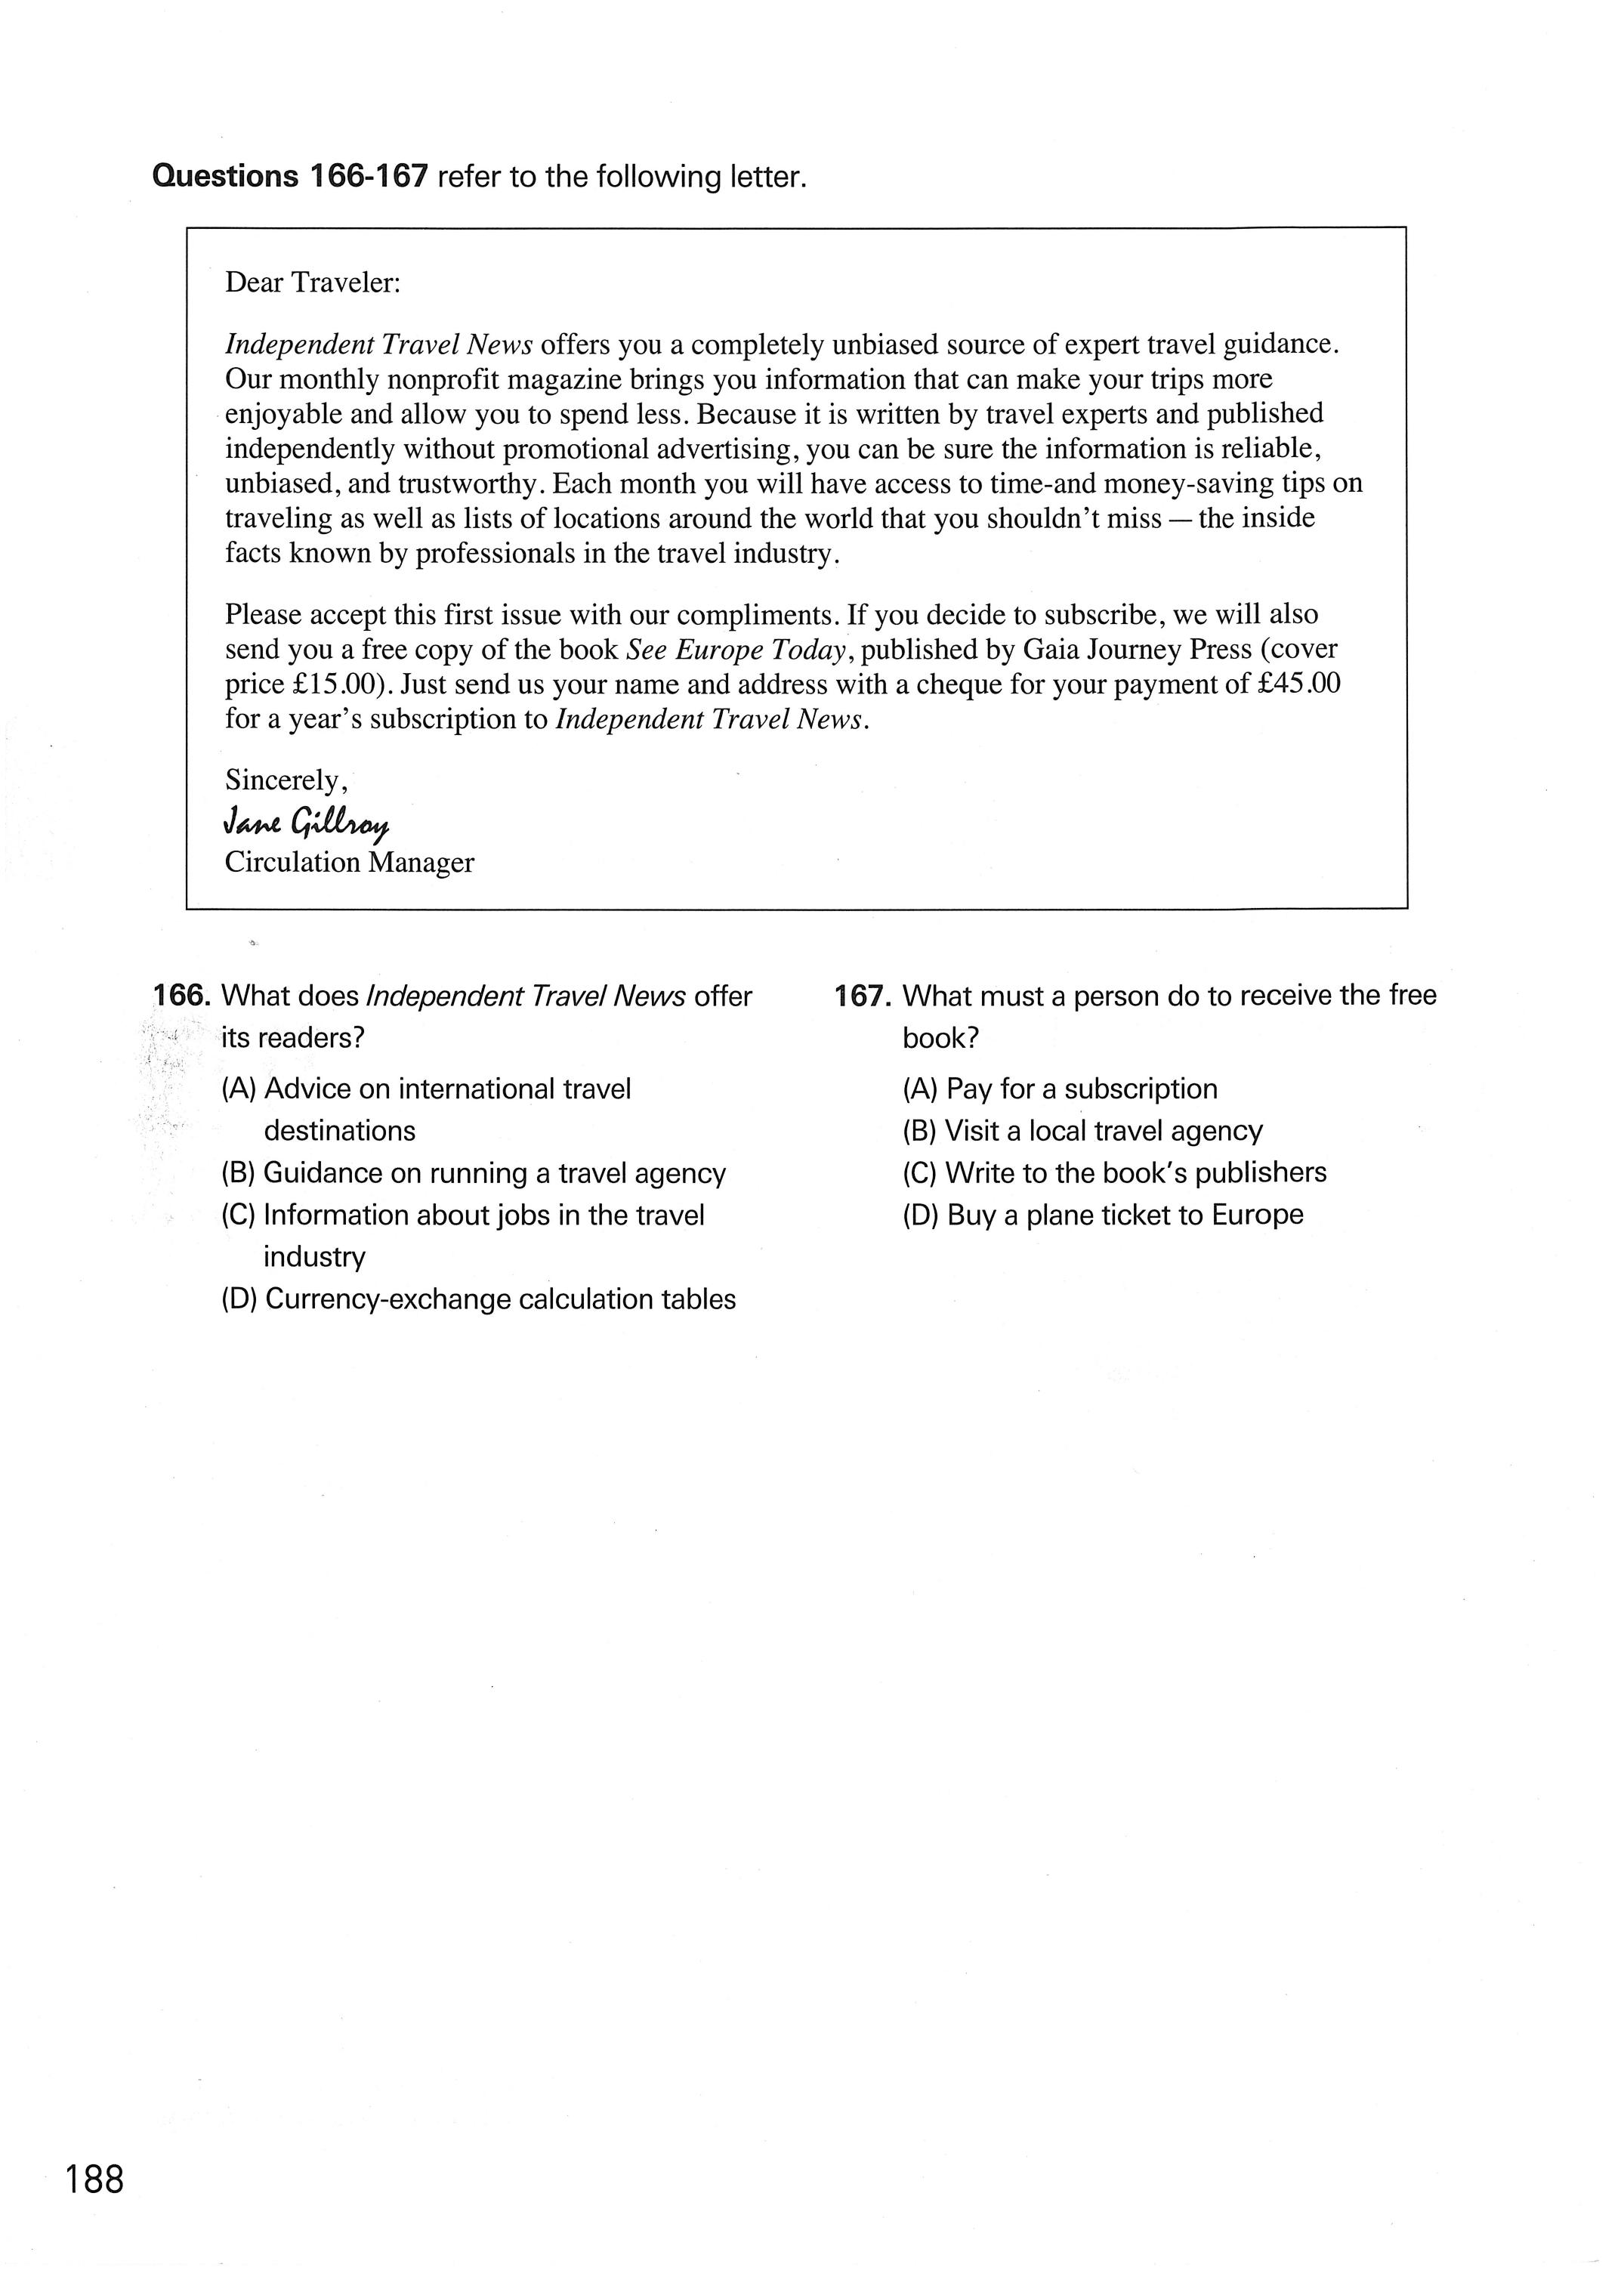 Questions 166-167 refer to the following letter.
Dear Traveler:
Independent Travel News offers you a completely unbiased source of expert travel guidance.
Our monthly nonprofit magazine brings you information that can make your trips more
enjoyable and allow you to spend less. Because it is written by travel experts and published
independently without promotional advertising, you can be sure the information is reliable,
unbiased, and trustworthy. Each month you will have access to time-and money-saving tips on
traveling as well as lists of locations around the world that you shouldn't miss — the inside
facts known by professionals in the travel industry.
Please accept this first issue with our compliments. If you decide to subscribe, we will also
send you a free copy of the book See Europe Today, published by Gaia Journey Press (cover
price £15.00). Just send us your name and address with a cheque for your payment of £45.00
for a year's subscription to Independent Travel News.
Sincerely,
Jane Gillroy
Circulation Manager
166. What does Independent Travel News offer
its readers?
(A) Advice on international travel
destinations
(B) Guidance on running a travel agency
(C) Information about jobs in the travel
industry
(D) Currency-exchange calculation tables
167. What must a person do to receive the free
book?
(A) Pay for a subscription
(B) Visit a local travel agency
(C) Write to the book's publishers
(D) Buy a plane ticket to Europe
188